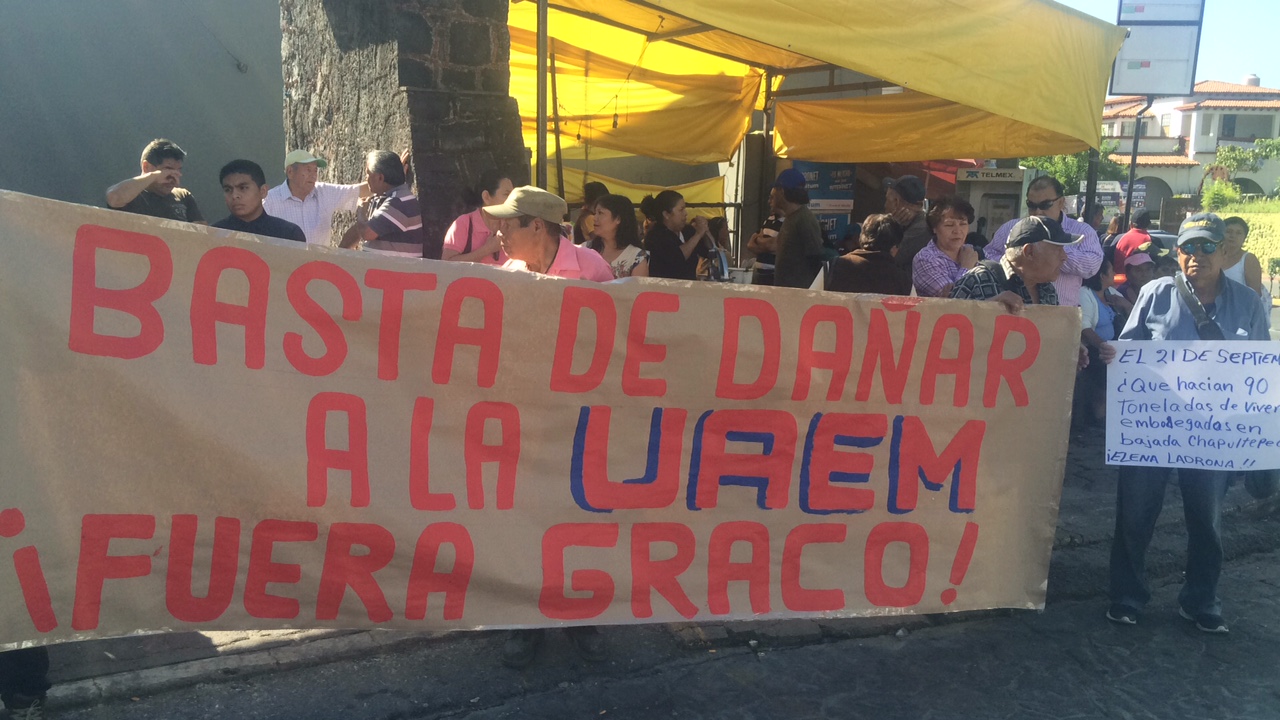 BASTA DE DAÑAR
A LA UAEM
¡FUERA GRACO!
EL 21 DE SEPTIEM
¿Que hacian 90
Toneladas de Viver
embodegadas en
bajada Chapultepec
¡ELENA LADRONA!!
TELMEX